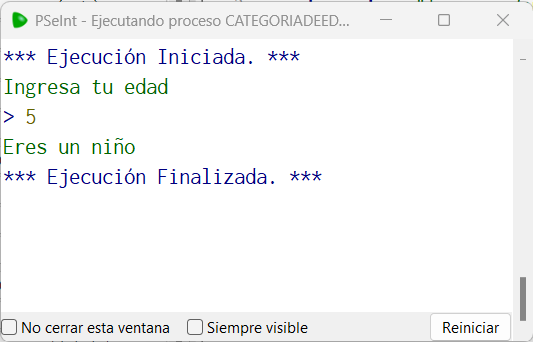 PSeInt - Ejecutando proceso CATEGORIADEED...
*** Ejecución Iniciada. ***
Ingresa tu edad
> 5
Eres un niño
*** Ejecución Finalizada. ***
No cerrar esta ventana Siempre visible Reiniciar